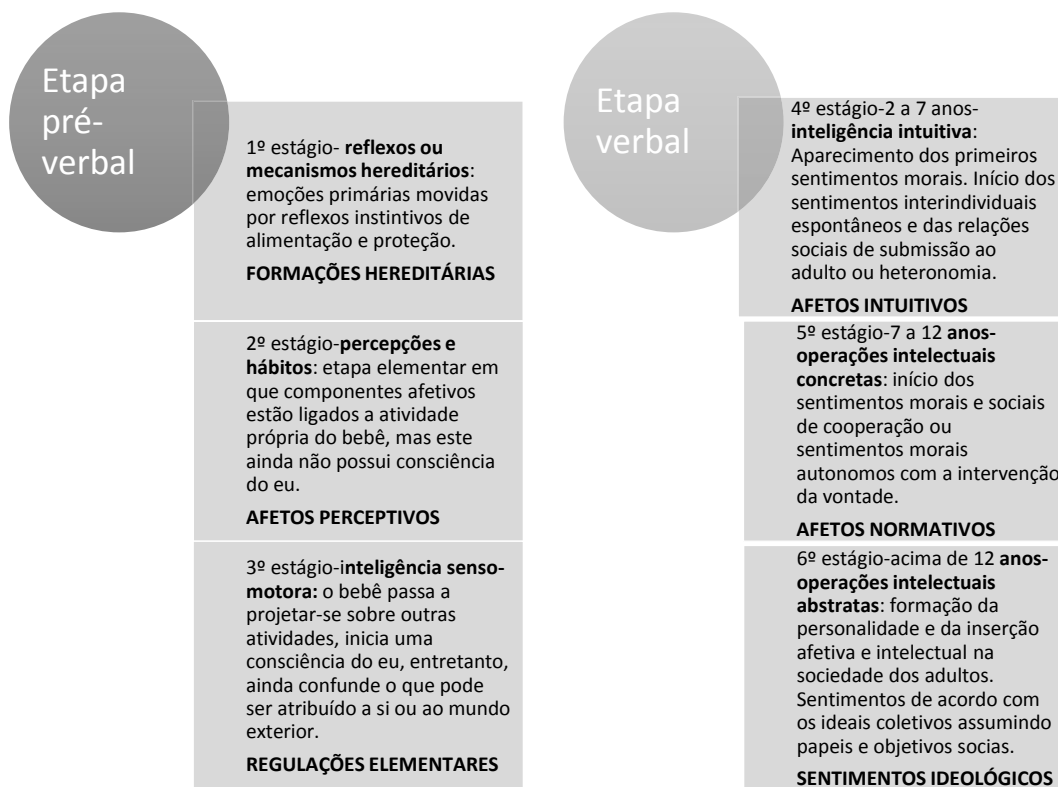 Etapa
pré-
verbal
1º estágio- reflexos ou
mecanismos hereditários:
emoções primárias movidas
por reflexos instintivos de
alimentação e proteção.
FORMAÇÕES HEREDITÁRIAS
2º estágio-percepções e
hábitos: etapa elementar em
que componentes afetivos
estão ligados a atividade
própria do bebê, mas este
ainda não possui consciência
do eu.
AFETOS PERCEPTIVOS
3º estágio-inteligência senso-
motora: o bebê passa a
projetar-se sobre outras
atividades, inicia uma
consciência do eu, entretanto,
ainda confunde o que pode
ser atribuído a si ou ao mundo
exterior.
REGULAÇÕES ELEMENTARES
Etapa
verbal
4º estágio-2 a 7 anos-
inteligência intuitiva:
Aparecimento dos primeiros
sentimentos morais. Início dos
sentimentos interindividuais
espontâneos e das relações
sociais de submissão ao
adulto ou heteronomia.
AFETOS INTUITIVOS
5º estágio-7 a 12 anos-
operações intelectuais
concretas: início dos
sentimentos morais e sociais
de cooperação ou
sentimentos morais
autonomos com a intervenção
da vontade.
AFETOS NORMATIVOS
6º estágio-acima de 12 anos-
operações intelectuais
abstratas: formação da
personalidade e da inserção
afetiva e intelectual na
sociedade dos adultos.
Sentimentos de acordo com
os ideais coletivos assumindo
papeis e objetivos socias.
SENTIMENTOS IDEOLÓGICOS